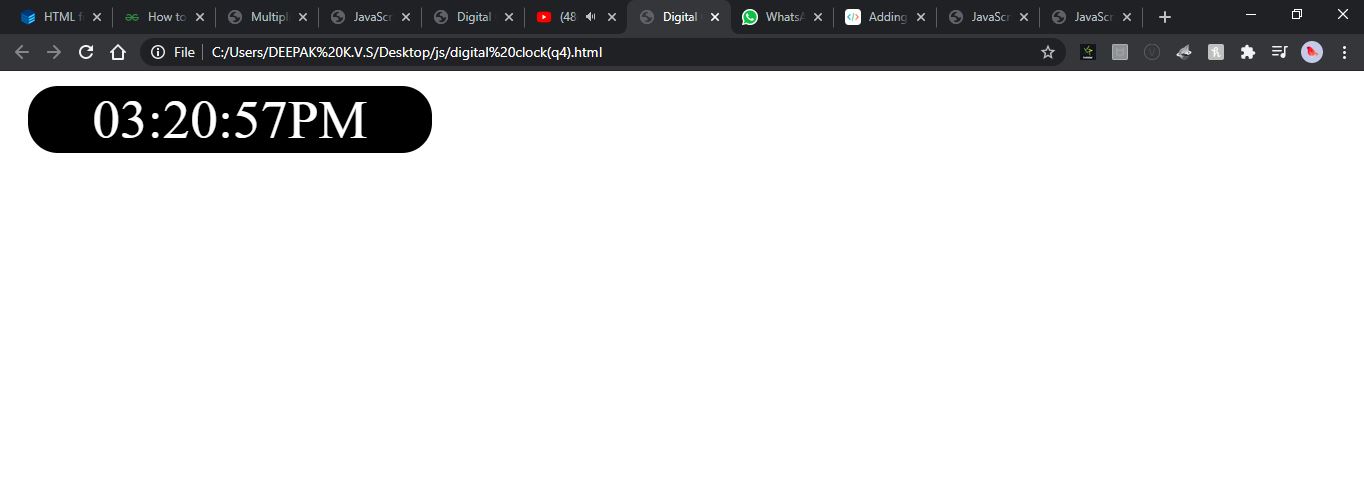 HTML f
How to
Multipl
JavaScr
Digital
(48
Digital
WhatsA
Adding
JavaScr
JavaScr
File
C:/Users/DEEPAK%20K.V.S/Desktop/js/digital%20clock(q4).html
03:20:57PM